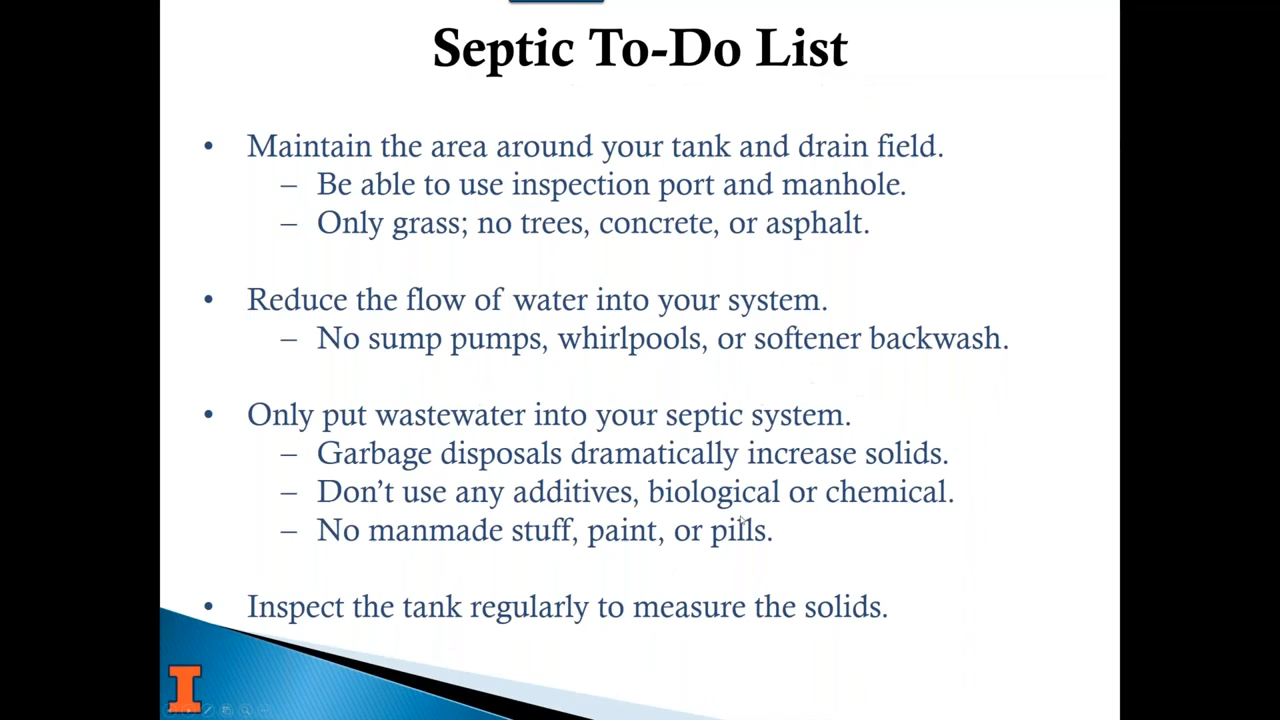 Septic To-Do List
• Maintain the area around your tank and drain field.
– Be able to use inspection port and manhole.
– Only grass; no trees, concrete, or asphalt.
• Reduce the flow of water into your system.
– No sump pumps, whirlpools, or softener backwash.
• Only put wastewater into your septic system.
– Garbage disposals dramatically increase solids.
– Don’t use any additives, biological or chemical.
– No manmade stuff, paint, or pills.
• Inspect the tank regularly to measure the solids.
I